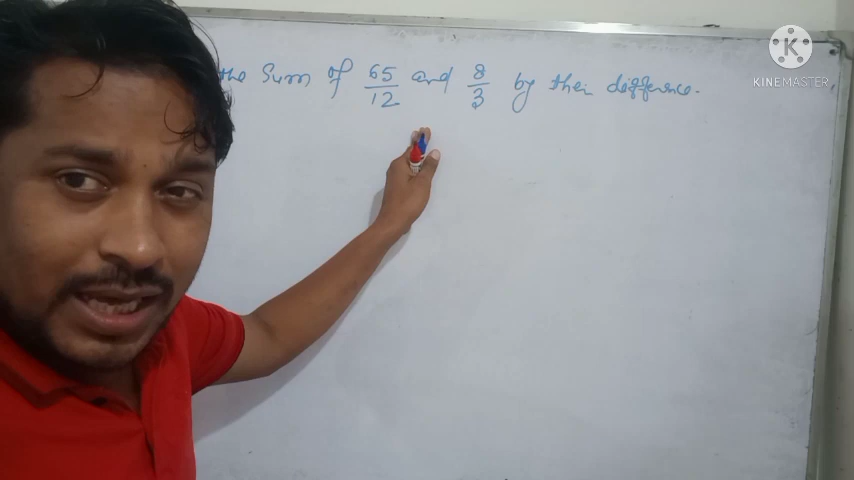 the Sum of 65/12 and 8/3 by their difference.
KINEMASTER